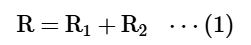 R = R₁ + R₂ ⋯ (1)